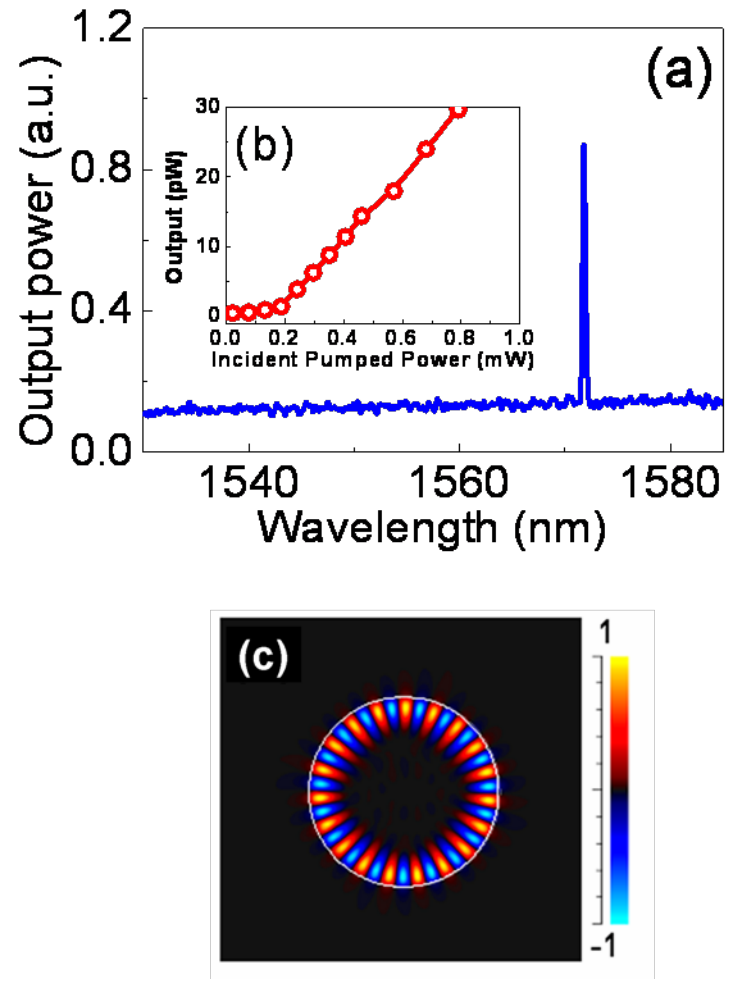 1.2
(a)
Output power (a.u.)
0.8
0.4
0.0
1540 1560 1580
Wavelength (nm)
(b)
Output (pW)
30
20
10
0
0.0 0.2 0.4 0.6 0.8 1.0
Incident Pumped Power (mW)
(c)
1
-1